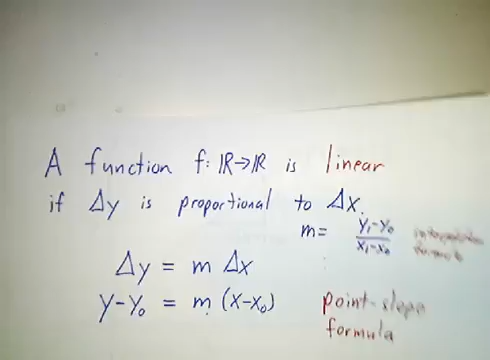 A function f: ℝ→ℝ is linear
if Δy is proportional to Δx.
m = (y₁-y₀)/(x₁-x₀)
Δy = m Δx
y-y₀ = m (x-x₀) point-slope
formula